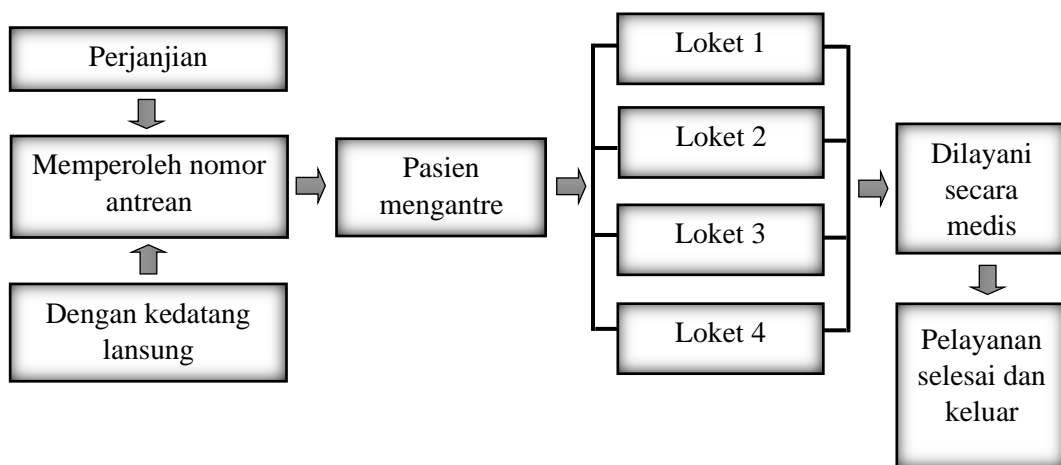 Perjanjian
Memperoleh nomor
antrean
Dengan kedatang
lansung
Pasien
mengantre
Loket 1
Loket 2
Loket 3
Loket 4
Dilayani
secara
medis
Pelayanan
selesai dan
keluar